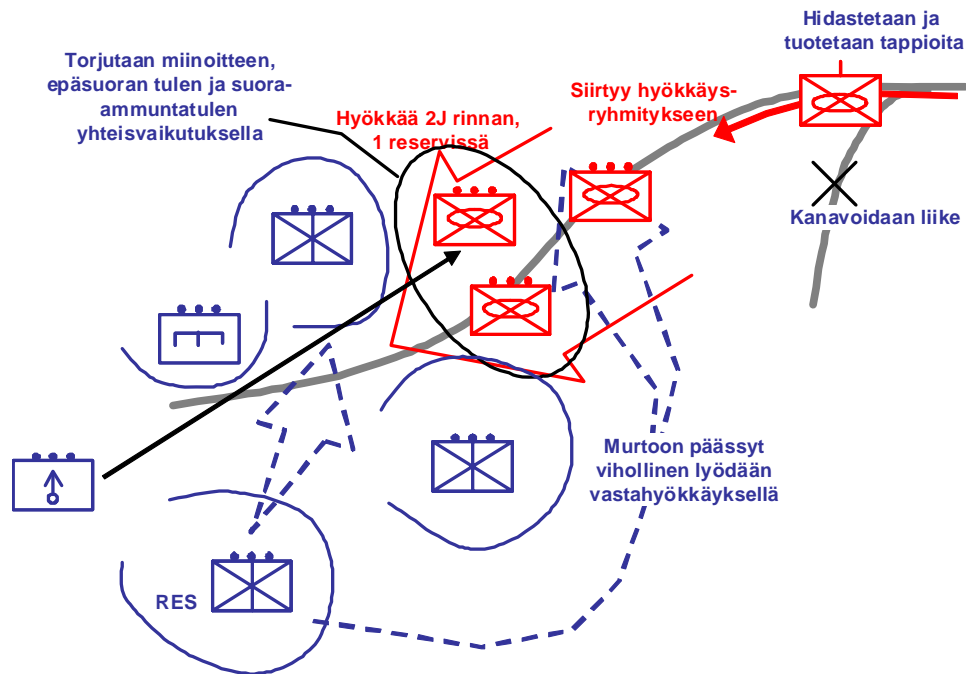 Hidastetaan ja
tuotetaan tappioita
Torjutaan miinoitteen,
epäsuoran tulen ja suora-
ammuntatulen
yhteisvaikutuksella
Siirtyy hyökkäys-
ryhmitykseen
Hyökkää 2J rinnan,
1 reservissä
Kanavoidaan liike
Murtoon päässyt
vihollinen lyödään
vastahyökkäyksellä
RES